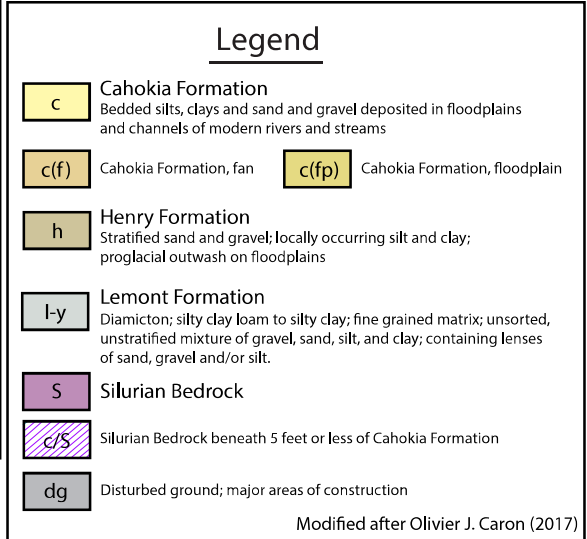 Legend
c
Cahokia Formation
Bedded silts, clays and sand and gravel deposited in floodplains
and channels of modern rivers and streams
c(f)
Cahokia Formation, fan
c(fp)
Cahokia Formation, floodplain
h
Henry Formation
Stratified sand and gravel; locally occurring silt and clay;
proglacial outwash on floodplains
l-y
Lemont Formation
Diamicton; silty clay loam to silty clay; fine grained matrix; unsorted,
unstratified mixture of gravel, sand, silt, and clay; containing lenses
of sand, gravel and/or silt.
S
Silurian Bedrock
c/S
Silurian Bedrock beneath 5 feet or less of Cahokia Formation
dg
Disturbed ground; major areas of construction
Modified after Olivier J. Caron (2017)